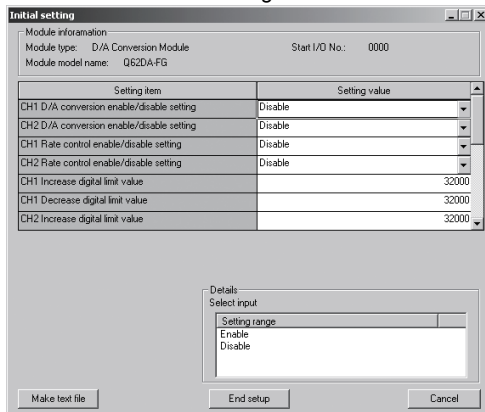 Initial setting
Module inforamation
Module type: D/A Conversion Module Start I/O No.: 0000
Module model name: Q62DA-FG
Setting item Setting value
CH1 D/A conversion enable/disable setting Disable
CH2 D/A conversion enable/disable setting Disable
CH1 Rate control enable/disable setting Disable
CH2 Rate control enable/disable setting Disable
CH1 Increase digital limit value 32000
CH1 Decrease digital limit value 32000
CH2 Increase digital limit value 32000
Details
Select input
Setting range
Enable
Disable
Make text file End setup Cancel